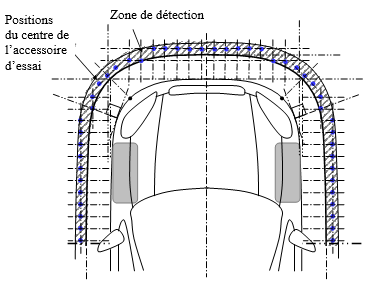 Positions
du centre de
l'accessoire
d'essai
Zone de détection